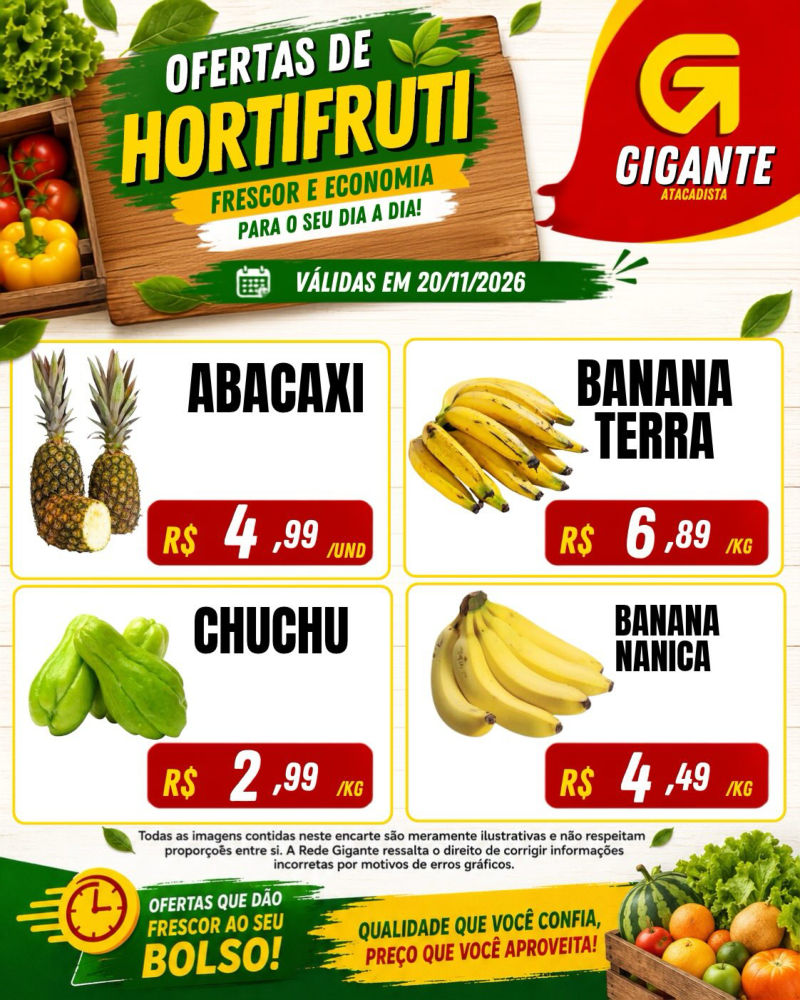 OFERTAS DE
HORTIFRUTI
FRESCOR E ECONOMIA
PARA O SEU DIA A DIA!
GIGANTE
ATACADISTA
VÁLIDAS EM 20/11/2026
ABACAXI
R$ 4,99 /UND
BANANA
TERRA
R$ 6,89 /KG
CHUCHU
R$ 2,99 /KG
BANANA
NANICA
R$ 4,49 /KG
Todas as imagens contidas neste encarte são meramente ilustrativas e não respeitam
proporções entre si. A Rede Gigante ressalta o direito de corrigir informações
incorretas por motivos de erros gráficos.
OFERTAS QUE DÃO
FRESCOR AO SEU
BOLSO!
QUALIDADE QUE VOCÊ CONFIA,
PREÇO QUE VOCÊ APROVEITA!